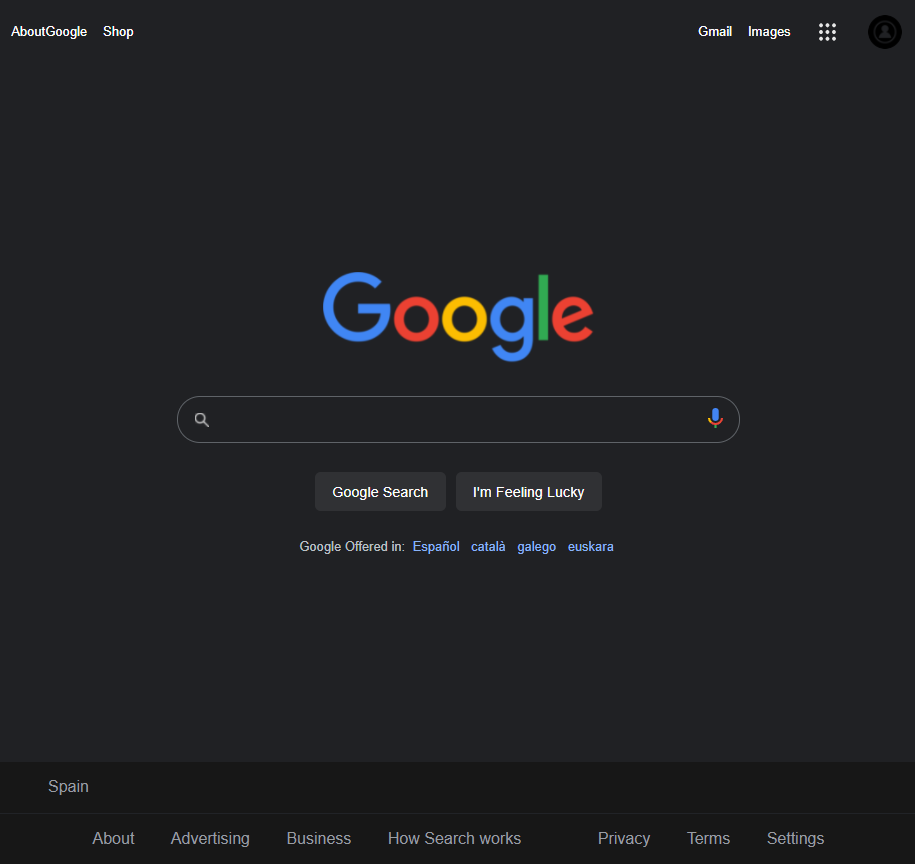 AboutGoogle Shop Gmail Images
Google
Google Search I'm Feeling Lucky
Google Offered in: Español català galego euskara
Spain
About Advertising Business How Search works Privacy Terms Settings